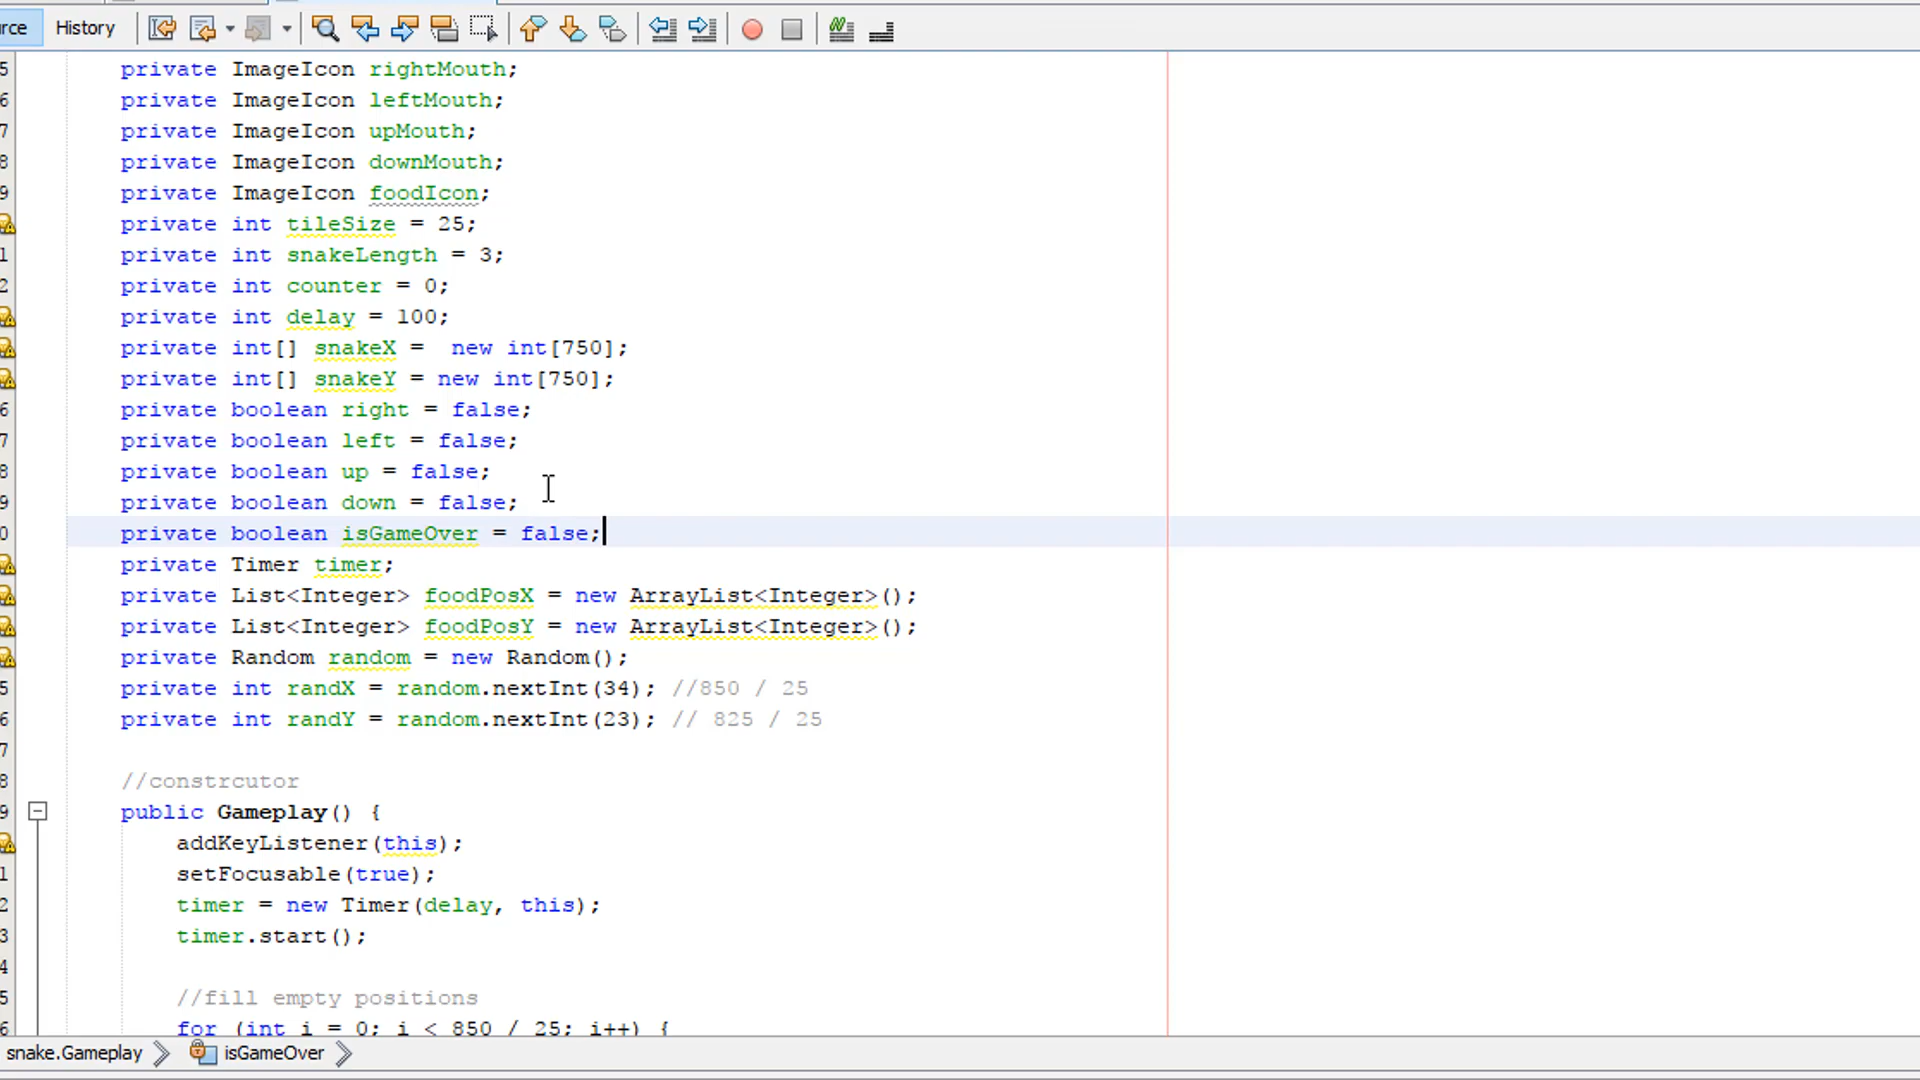 rce History
5 private ImageIcon rightMouth;
6 private ImageIcon leftMouth;
7 private ImageIcon upMouth;
8 private ImageIcon downMouth;
9 private ImageIcon foodIcon;
private int tileSize = 25;
1 private int snakeLength = 3;
2 private int counter = 0;
private int delay = 100;
private int[] snakeX =  new int[750];
private int[] snakeY = new int[750];
6 private boolean right = false;
7 private boolean left = false;
8 private boolean up = false;
9 private boolean down = false;
0 private boolean isGameOver = false;
private Timer timer;
private List<Integer> foodPosX = new ArrayList<Integer>();
private List<Integer> foodPosY = new ArrayList<Integer>();
private Random random = new Random();
5 private int randX = random.nextInt(34); //850 / 25
6 private int randY = random.nextInt(23); // 825 / 25
7
8 //constrcutor
9 public Gameplay() {
addKeyListener(this);
1 setFocusable(true);
2 timer = new Timer(delay, this);
3 timer.start();
4
5 //fill empty positions
6 for (int i = 0; i < 850 / 25; i++) {
snake.Gameplay isGameOver